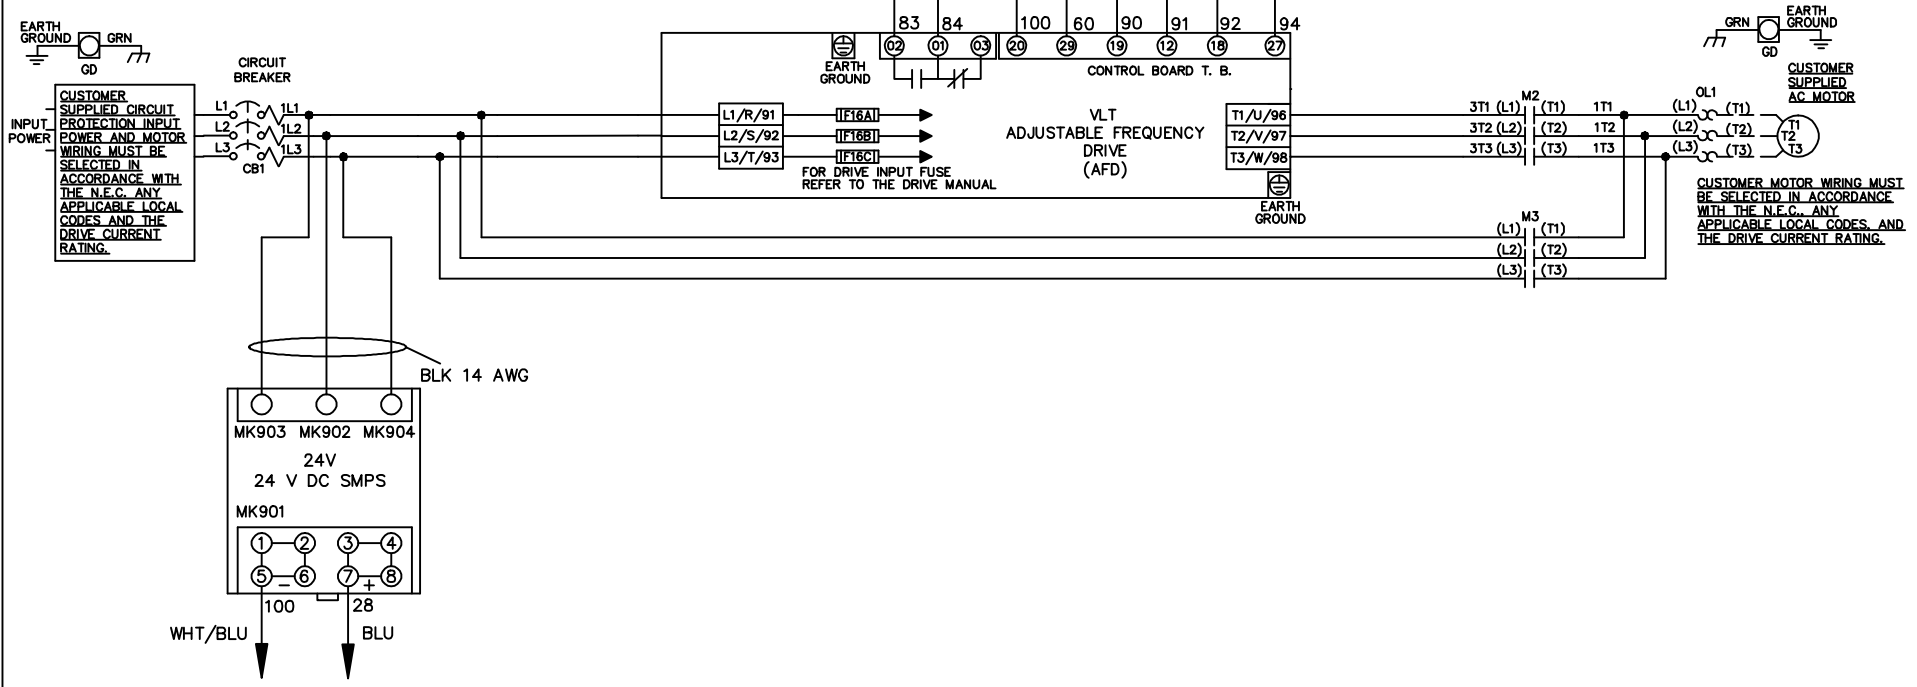 83 84 100 60 90 91 92 94
EARTH
GROUND
GRN
GD
CIRCUIT
BREAKER
CUSTOMER
SUPPLIED CIRCUIT
PROTECTION INPUT
POWER AND MOTOR
WIRING MUST BE
SELECTED IN
ACCORDANCE WITH
THE N.E.C. ANY
APPLICABLE LOCAL
CODES AND THE
DRIVE CURRENT
RATING.
INPUT
POWER
L1 1L1
L2 1L2
L3 1L3
CB1
02 01 03 20 29 19 12 18 27
EARTH
GROUND
CONTROL BOARD T. B.
L1/R/91 F16A
L2/S/92 F16B
L3/T/93 F16C
FOR DRIVE INPUT FUSE
REFER TO THE DRIVE MANUAL
VLT
ADJUSTABLE FREQUENCY
DRIVE
(AFD)
T1/U/96
T2/V/97
T3/W/98
EARTH
GROUND
M2
3T1 (L1) (T1) 1T1
3T2 (L2) (T2) 1T2
3T3 (L3) (T3) 1T3
M3
(L1) (T1)
(L2) (T2)
(L3) (T3)
GRN
EARTH
GROUND
GD
CUSTOMER
SUPPLIED
AC MOTOR
OL1
(L1) (T1)
(L2) (T2)
(L3) (T3)
T1
T2
T3
CUSTOMER MOTOR WIRING MUST
BE SELECTED IN ACCORDANCE
WITH THE N.E.C., ANY
APPLICABLE LOCAL CODES, AND
THE DRIVE CURRENT RATING.
BLK 14 AWG
MK903 MK902 MK904
24V
24 V DC SMPS
MK901
1 2 3 4
5 6 7 8
− +
100 28
WHT/BLU BLU